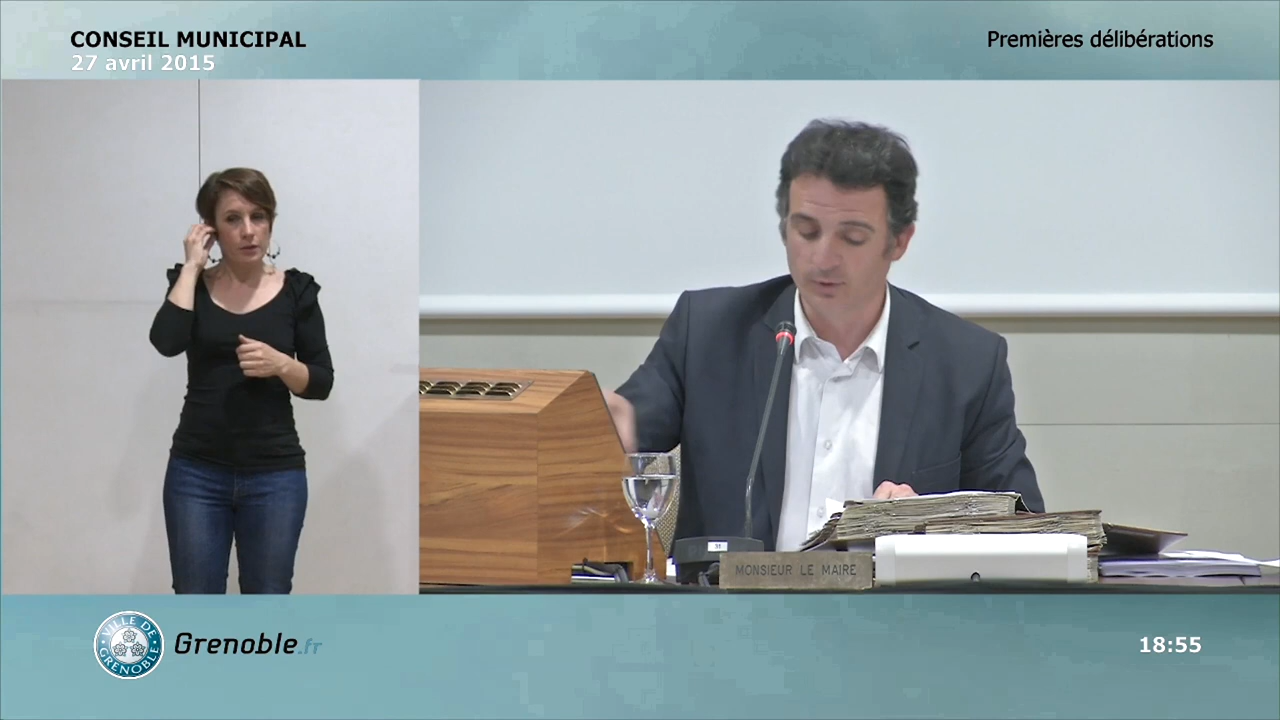 CONSEIL MUNICIPAL
27 avril 2015
Premières délibérations
MONSIEUR LE MAIRE
VILLE DE GRENOBLE
Grenoble.fr
18:55